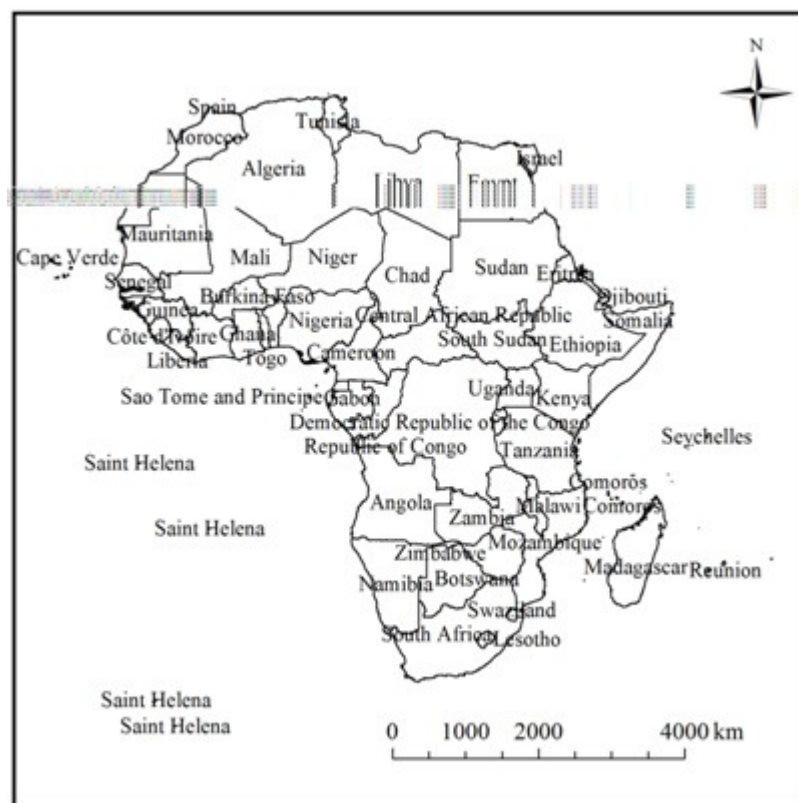 N
Spain
Tunisia
Morocco
Israel
Algeria
Libya
Egypt
Mauritania
Cape Verde
Mali
Niger
Sudan
Chad
Eritrea
Senegal
Burkina Faso
Djibouti
Guinea
Central African Republic
Somalia
Nigeria
Côte d'Ivoire
Ghana
South Sudan
Ethiopia
Liberia
Togo
Cameroon
Uganda
Kenya
Sao Tome and Principe
Gabon
Democratic Republic of the Congo
Seychelles
Republic of Congo
Tanzania
Saint Helena
Comoros
Angola
Malawi
Comoros
Zambia
Saint Helena
Mozambique
Zimbabwe
Madagascar
Reunion
Namibia
Botswana
Swaziland
South Africa
Lesotho
Saint Helena
Saint Helena
0 1000 2000 4000 km